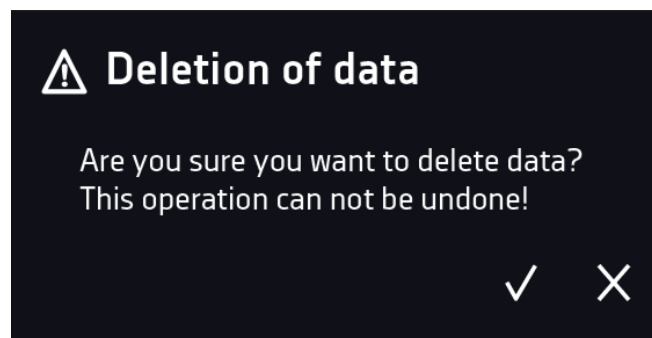 Deletion of data
Are you sure you want to delete data?
This operation can not be undone!